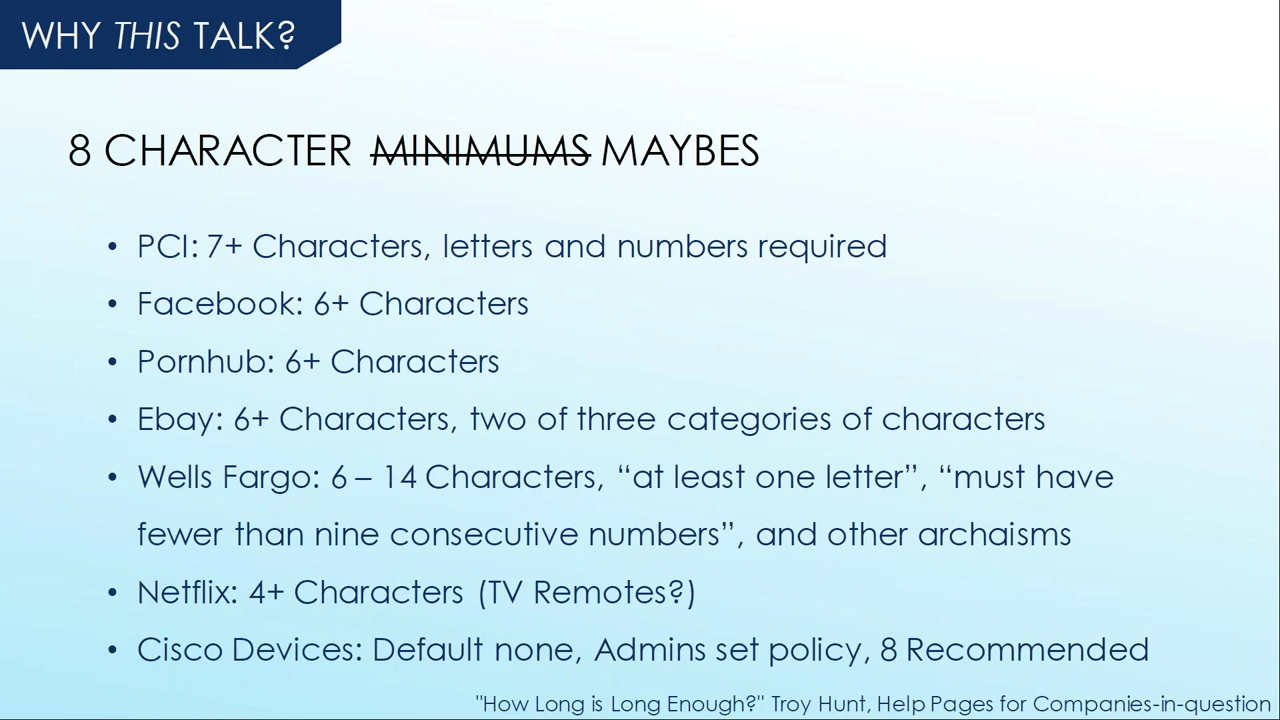 WHY THIS TALK?
8 CHARACTER MINIMUMS MAYBES
• PCI: 7+ Characters, letters and numbers required
• Facebook: 6+ Characters
• Pornhub: 6+ Characters
• Ebay: 6+ Characters, two of three categories of characters
• Wells Fargo: 6 – 14 Characters, “at least one letter”, “must have
fewer than nine consecutive numbers”, and other archaisms
• Netflix: 4+ Characters (TV Remotes?)
• Cisco Devices: Default none, Admins set policy, 8 Recommended
"How Long is Long Enough?" Troy Hunt, Help Pages for Companies-in-question